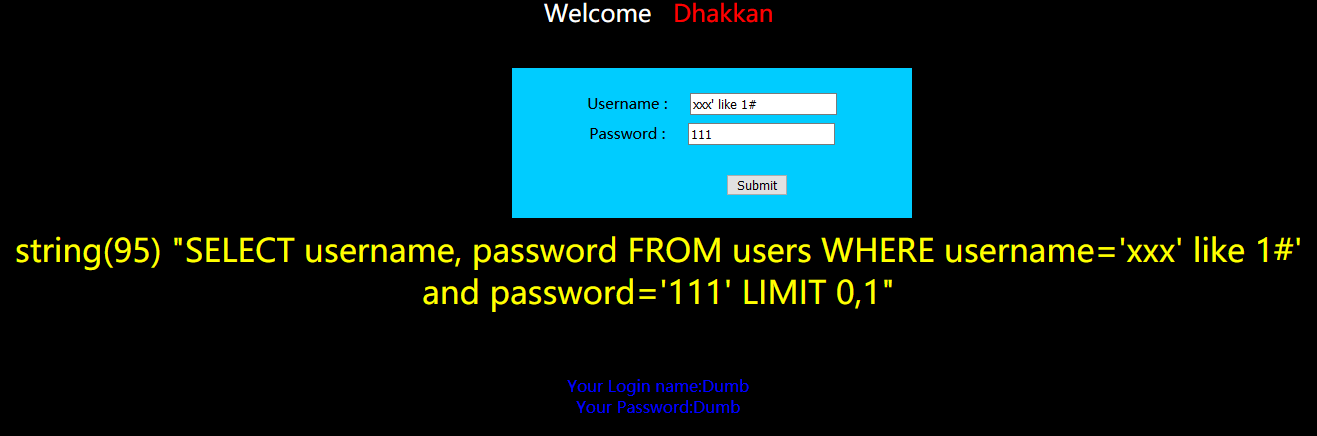 Welcome Dhakkan
Username : xxx' like 1#
Password : 111
Submit
string(95) "SELECT username, password FROM users WHERE username='xxx' like 1#'
and password='111' LIMIT 0,1"
Your Login name:Dumb
Your Password:Dumb